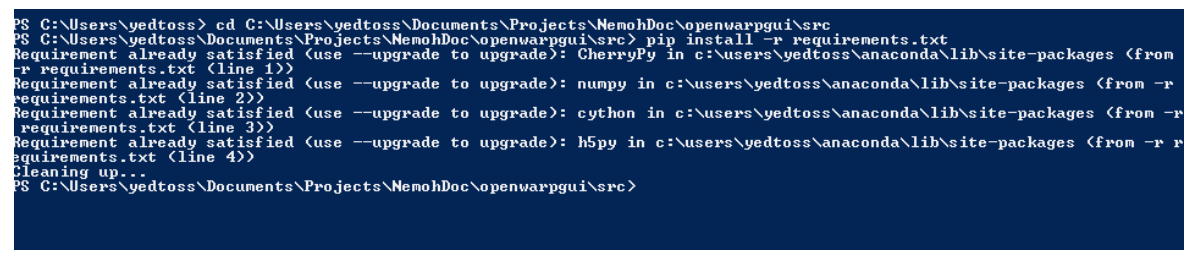 PS C:\Users\yedtoss> cd C:\Users\yedtoss\Documents\Projects\NemohDoc\openwarpgui\src
PS C:\Users\yedtoss\Documents\Projects\NemohDoc\openwarpgui\src> pip install -r requirements.txt
Requirement already satisfied (use --upgrade to upgrade): CherryPy in c:\users\yedtoss\anaconda\lib\site-packages (from
-r requirements.txt (line 1))
Requirement already satisfied (use --upgrade to upgrade): numpy in c:\users\yedtoss\anaconda\lib\site-packages (from -r
requirements.txt (line 2))
Requirement already satisfied (use --upgrade to upgrade): cython in c:\users\yedtoss\anaconda\lib\site-packages (from -r
requirements.txt (line 3))
Requirement already satisfied (use --upgrade to upgrade): h5py in c:\users\yedtoss\anaconda\lib\site-packages (from -r r
equirements.txt (line 4))
Cleaning up...
PS C:\Users\yedtoss\Documents\Projects\NemohDoc\openwarpgui\src>